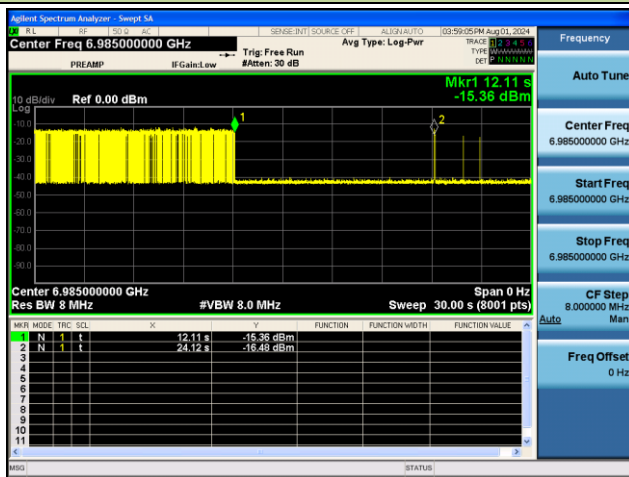 Agilent Spectrum Analyzer - Swept SA
RL RF 50 Ω AC SENSE:INT SOURCE OFF ALIGNAUTO 03:59:05 PM Aug 01, 2024
Center Freq 6.985000000 GHz Avg Type: Log-Pwr TRACE 1 2 3 4 5 6
Trig: Free Run TYPE
PREAMP IFGain:Low #Atten: 30 dB DET P N N N N N
Mkr1 12.11 s
10 dB/div Ref 0.00 dBm -15.36 dBm
Log
1 2
-10.0
-20.0
-30.0
-40.0
-50.0
-60.0
-70.0
-80.0
-90.0
Center 6.985000000 GHz Span 0 Hz
Res BW 8 MHz #VBW 8.0 MHz Sweep 30.00 s (8001 pts)
MKR MODE TRC SCL X Y FUNCTION FUNCTION WIDTH FUNCTION VALUE
1 N 1 t 12.11 s -15.36 dBm
2 N 1 t 24.12 s -16.48 dBm
3
4
5
6
7
8
9
10
11
MSG STATUS
Frequency
Auto Tune
Center Freq
6.985000000 GHz
Start Freq
6.985000000 GHz
Stop Freq
6.985000000 GHz
CF Step
8.000000 MHz
Auto Man
Freq Offset
0 Hz